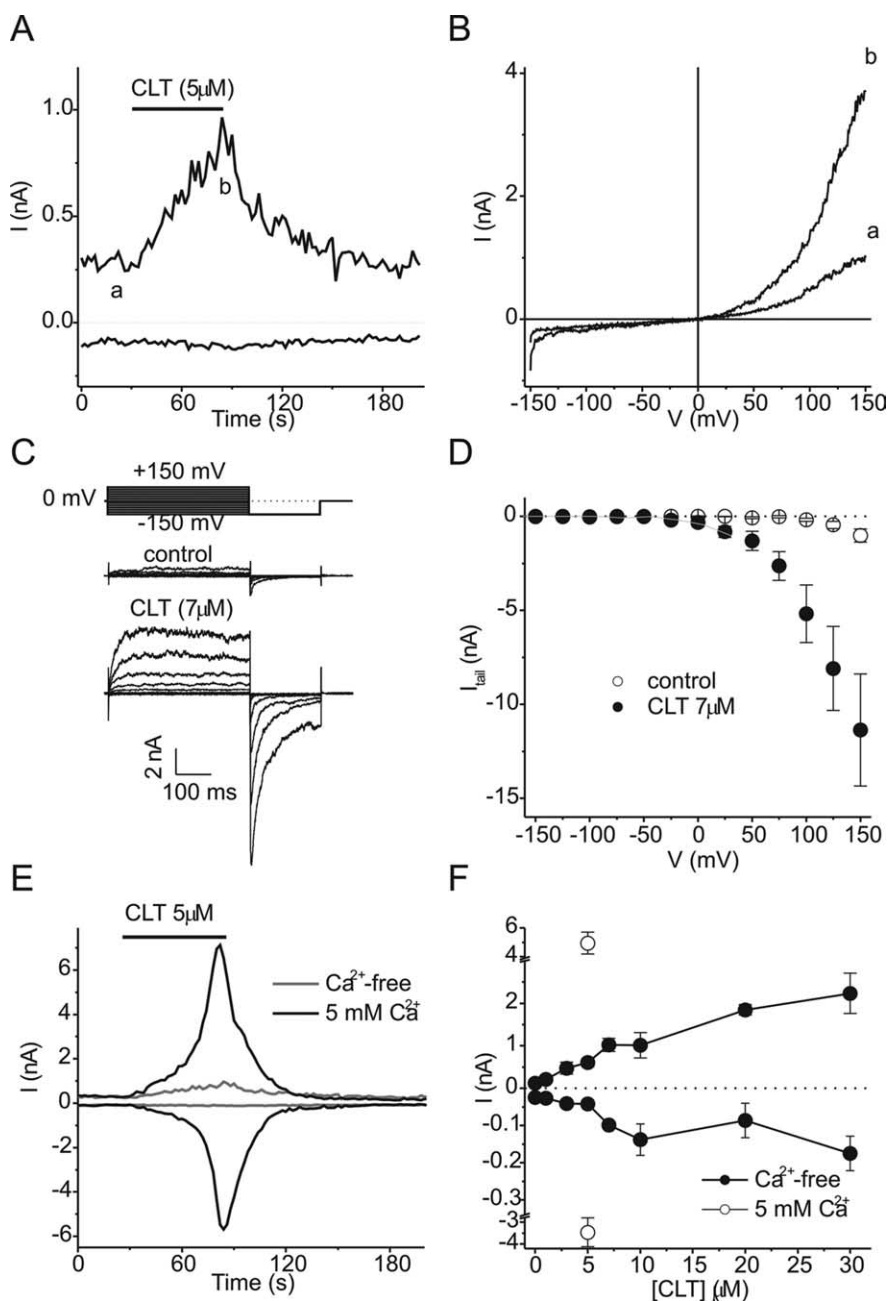 A
CLT (5μM)
1.0
0.5
0.0
I (nA)
a
b
0 60 120 180
Time (s)
B
4
2
0
I (nA)
b
a
-150 -100 -50 0 50 100 150
V (mV)
C
+150 mV
0 mV
-150 mV
control
CLT (7μM)
2 nA
100 ms
D
0
-5
-10
-15
Itail (nA)
control
CLT 7μM
-150 -100 -50 0 50 100 150
V (mV)
E
CLT 5μM
6
4
2
0
-2
-4
-6
I (nA)
Ca2+-free
5 mM Ca2+
0 60 120 180
Time (s)
F
6
4
2
1
0
-0.1
-0.2
-0.3
-3
-4
I (nA)
Ca2+-free
5 mM Ca2+
0 5 10 15 20 25 30
[CLT] (μM)